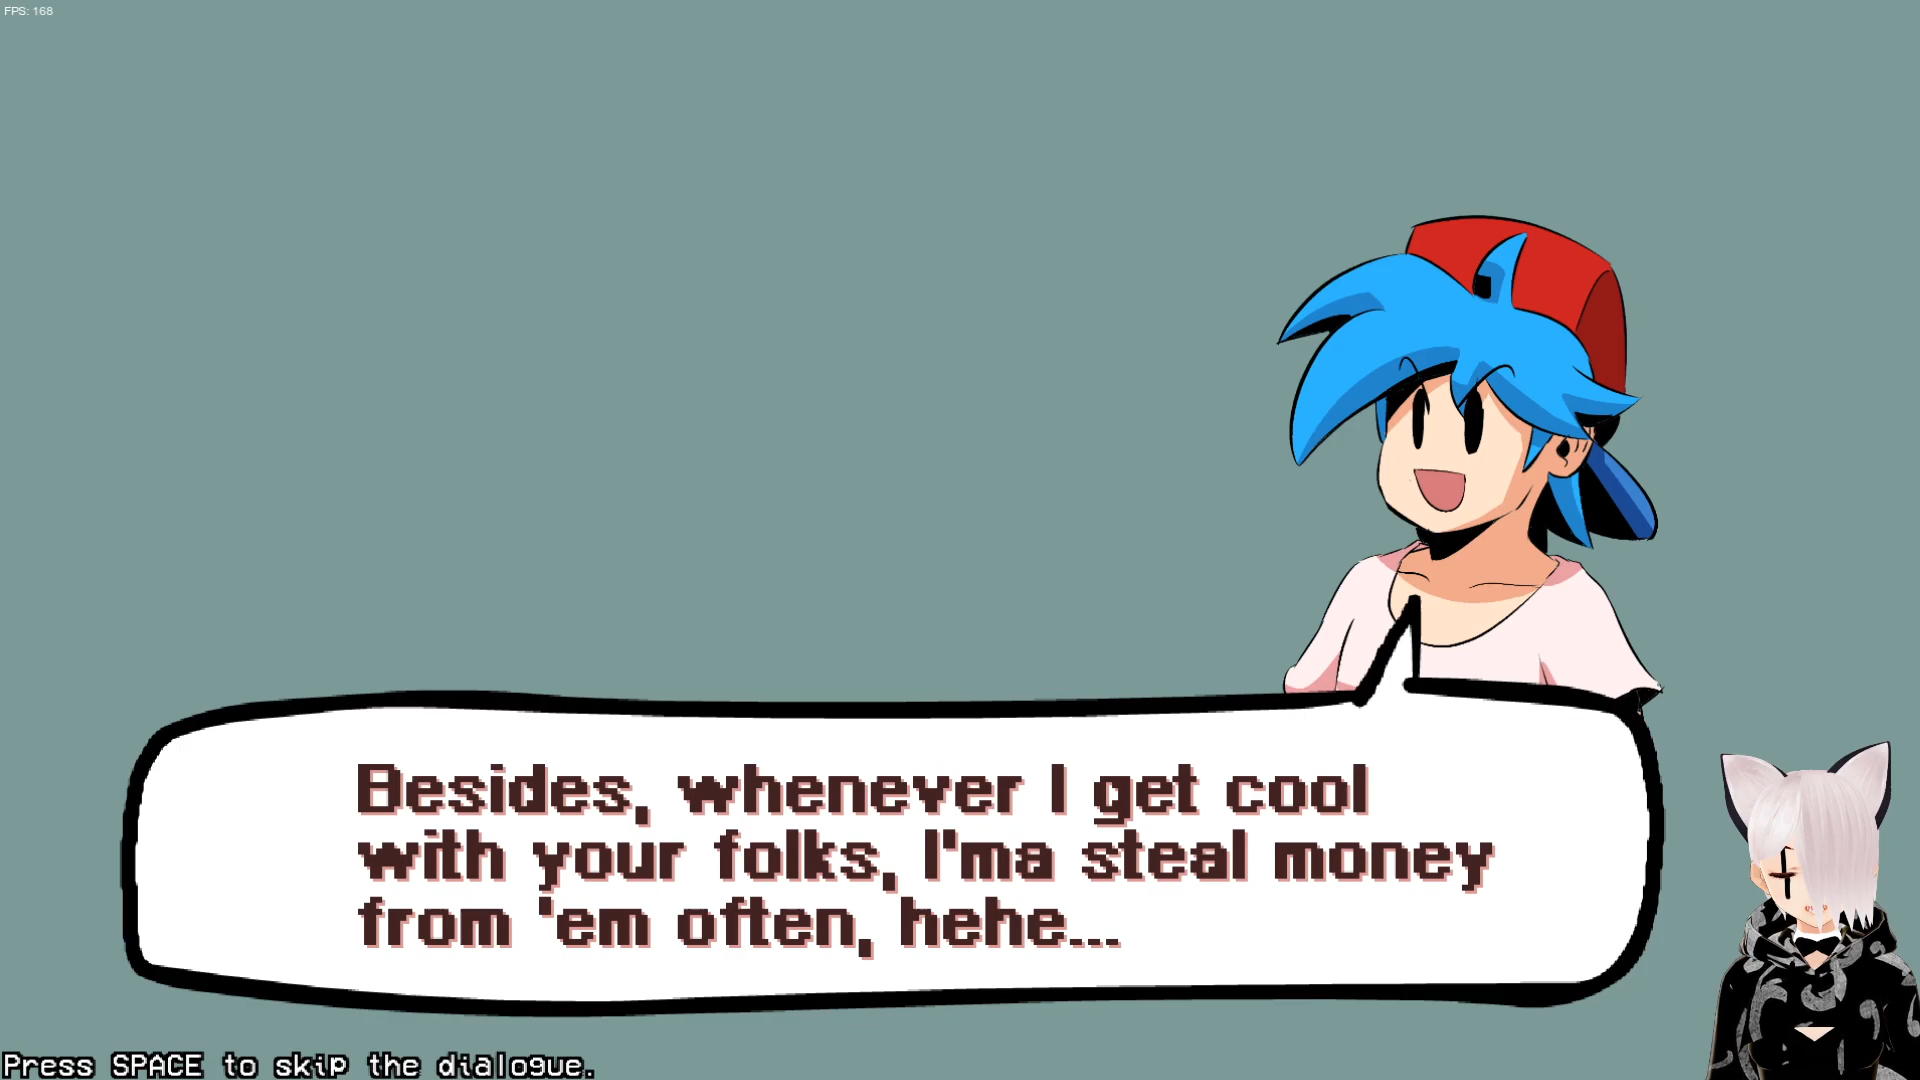 FPS: 168
Besides, whenever I get cool
with your folks, I'ma steal money
from 'em often, hehe...
Press SPACE to skip the dialogue.